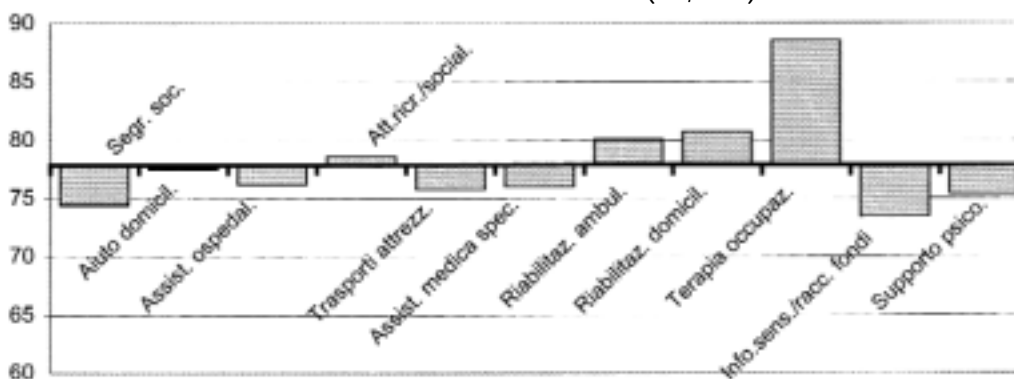 90
85
80
75
70
65
60
Segr. soc.
Aiuto domicil.
Assist. ospedal.
Att.ricr./social.
Trasporti attrezz.
Assist. medica spec.
Riabilitaz. ambul.
Riabilitaz. domicil.
Terapia occupaz.
Info.sens./racc. fondi
Supporto psico.